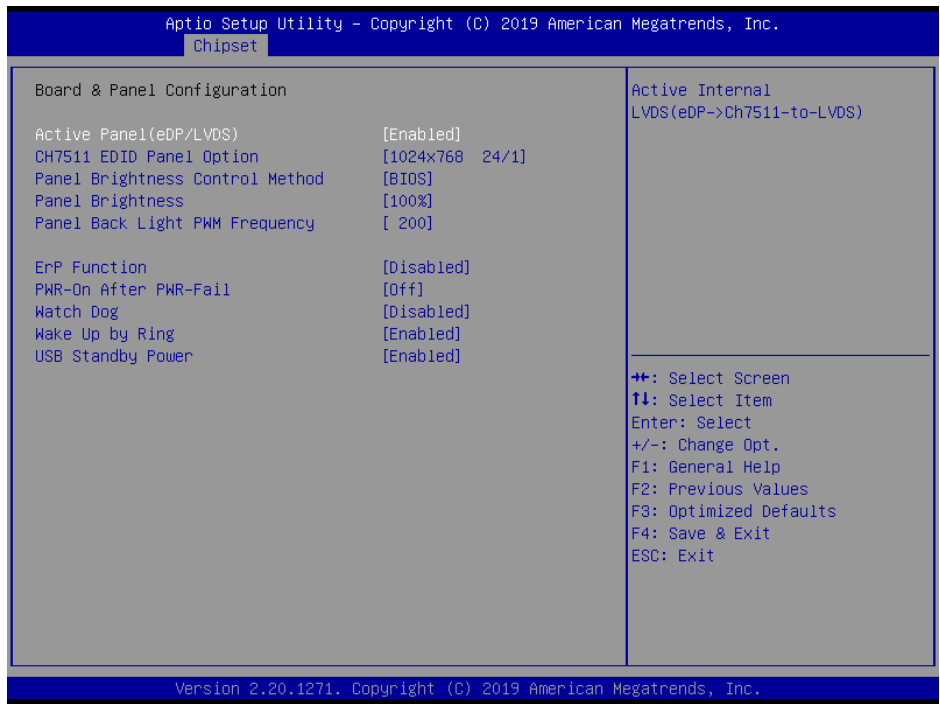 Aptio Setup Utility – Copyright (C) 2019 American Megatrends, Inc.
Chipset
Board & Panel Configuration
Active Panel(eDP/LVDS) [Enabled]
CH7511 EDID Panel Option [1024x768 24/1]
Panel Brightness Control Method [BIOS]
Panel Brightness [100%]
Panel Back Light PWM Frequency [ 200]
ErP Function [Disabled]
PWR-On After PWR-Fail [Off]
Watch Dog [Disabled]
Wake Up by Ring [Enabled]
USB Standby Power [Enabled]
Active Internal
LVDS(eDP->Ch7511-to-LVDS)
→←: Select Screen
↑↓: Select Item
Enter: Select
+/-: Change Opt.
F1: General Help
F2: Previous Values
F3: Optimized Defaults
F4: Save & Exit
ESC: Exit
Version 2.20.1271. Copyright (C) 2019 American Megatrends, Inc.